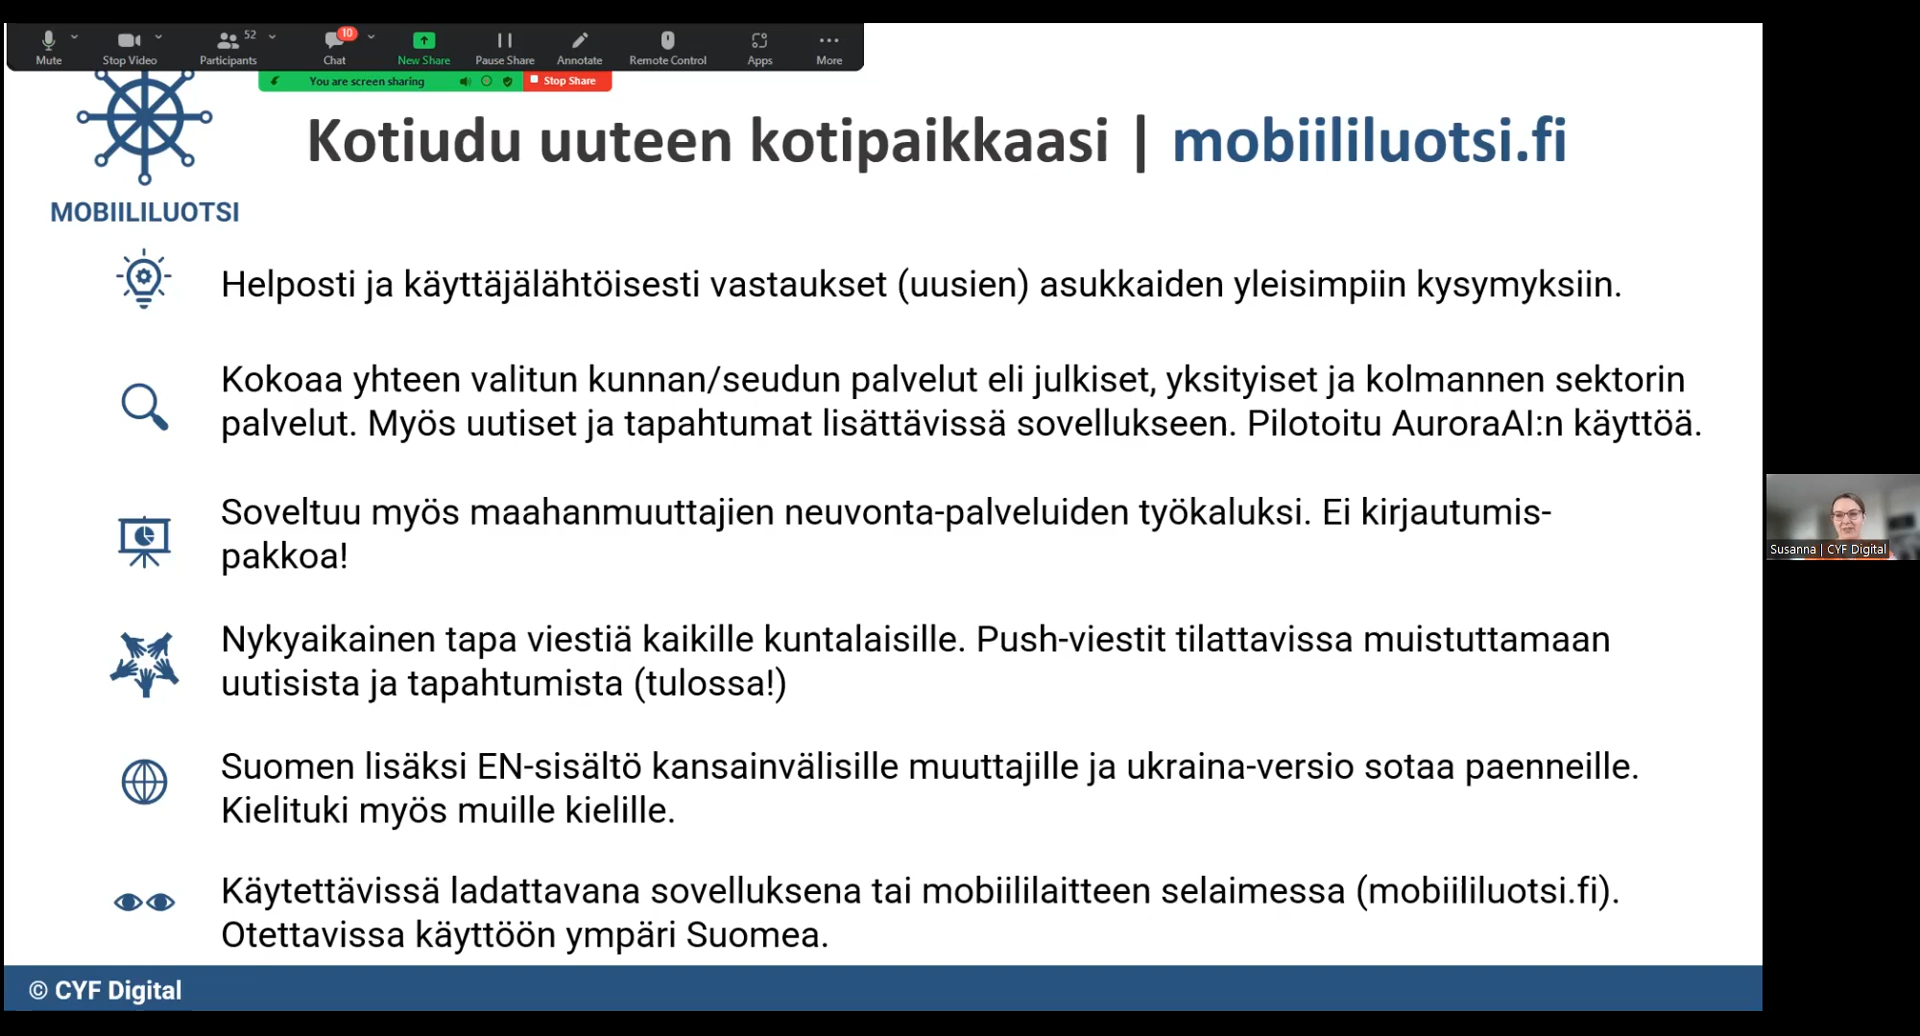 Mute
Stop Video
Participants
52
Chat
10
New Share
Pause Share
Annotate
Remote Control
Apps
More
You are screen sharing
Stop Share
MOBIILILUOTSI
Kotiudu uuteen kotipaikkaasi | mobiililuotsi.fi
Helposti ja käyttäjälähtöisesti vastaukset (uusien) asukkaiden yleisimpiin kysymyksiin.
Kokoaa yhteen valitun kunnan/seudun palvelut eli julkiset, yksityiset ja kolmannen sektorin
palvelut. Myös uutiset ja tapahtumat lisättävissä sovellukseen. Pilotoitu AuroraAI:n käyttöä.
Soveltuu myös maahanmuuttajien neuvonta-palveluiden työkaluksi. Ei kirjautumis-
pakkoa!
Nykyaikainen tapa viestiä kaikille kuntalaisille. Push-viestit tilattavissa muistuttamaan
uutisista ja tapahtumista (tulossa!)
Suomen lisäksi EN-sisältö kansainvälisille muuttajille ja ukraina-versio sotaa paenneille.
Kielituki myös muille kielille.
Käytettävissä ladattavana sovelluksena tai mobiililaitteen selaimessa (mobiililuotsi.fi).
Otettavissa käyttöön ympäri Suomea.
© CYF Digital
Susanna | CYF Digital